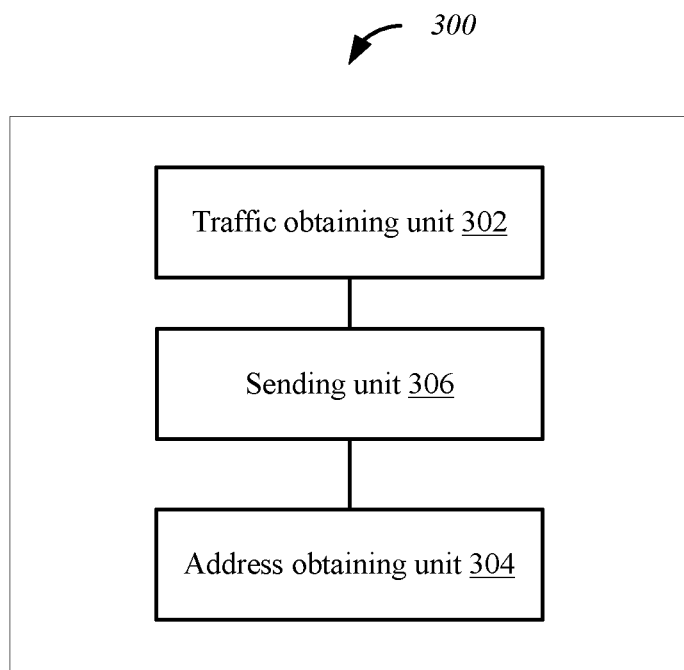 300
Traffic obtaining unit 302
Sending unit 306
Address obtaining unit 304